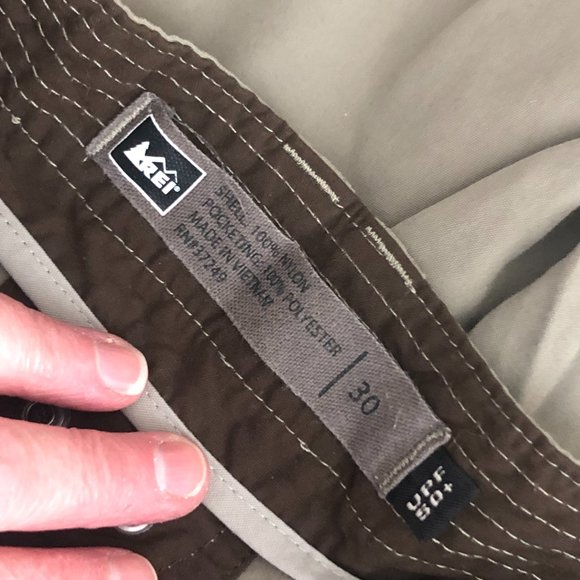 REI
SHELL: 100% NYLON
POCKETING: 100% POLYESTER
MADE IN VIETNAM
RN#37249
30
UPF
50+